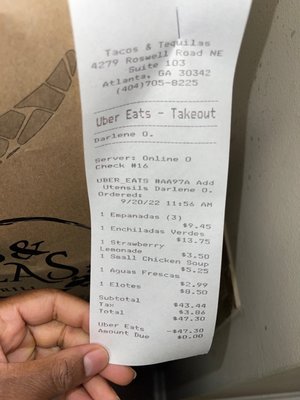 Tacos & Tequilas
4279 Roswell Road NE
Suite 103
Atlanta, GA 30342
(404)705-8225
Uber Eats - Takeout
Darlene O.
Server: Online O
Check #16
UBER EATS #AA97A Add
Utensils Darlene O.
Ordered:
9/20/22 11:56 AM
1 Empanadas (3)
$9.45
1 Enchiladas Verdes
$13.75
1 Strawberry
Lemonade
$3.50
1 Small Chicken Soup
$5.25
1 Aguas Frescas
$2.99
1 Elotes
$8.50
Subtotal
$43.44
Tax
$3.86
Total
$47.30
Uber Eats
-$47.30
Amount Due
$0.00
&